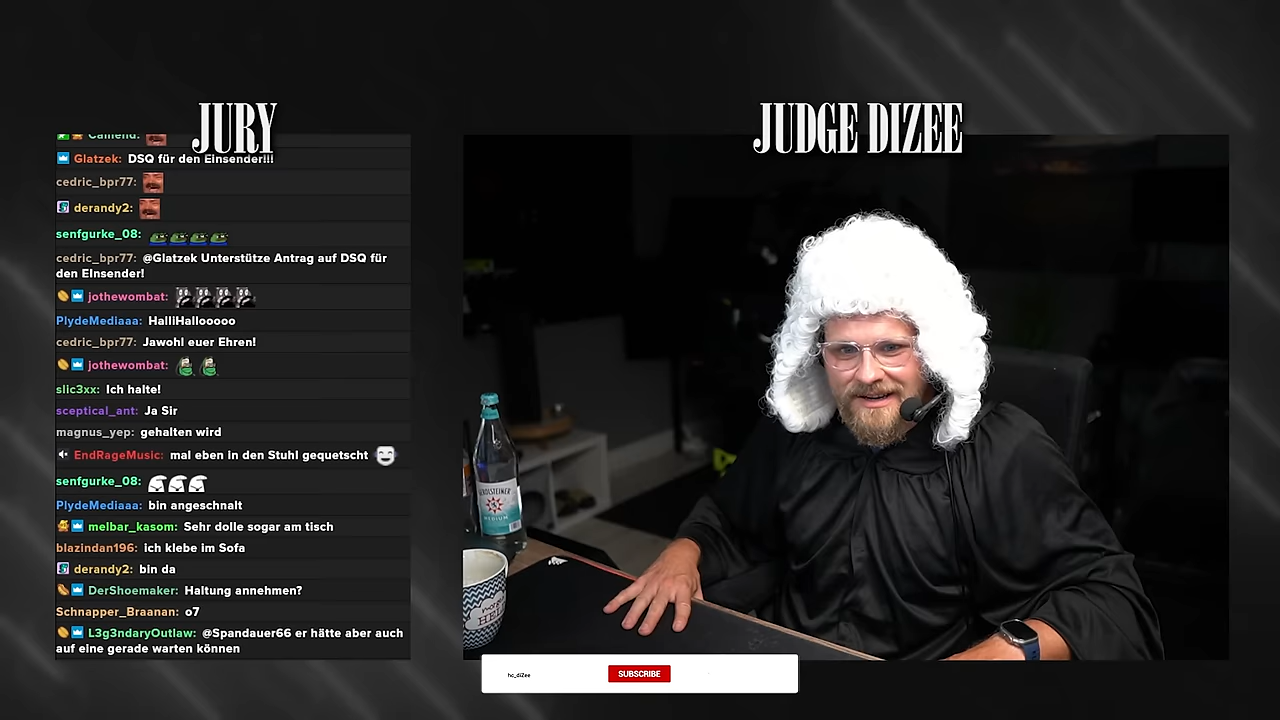 JURY
JUDGE DIZEE
Glatzek: DSQ für den Einsender!!!
cedric_bpr77:
derandy2:
senfgurke_08:
cedric_bpr77: @Glatzek Unterstütze Antrag auf DSQ für
den EInsender!
jothewombat:
PlydeMediaaa: HalliHallooooo
cedric_bpr77: Jawohl euer Ehren!
jothewombat:
slic3xx: Ich halte!
sceptical_ant: Ja Sir
magnus_yep: gehalten wird
EndRageMusic: mal eben in den Stuhl gequetscht
senfgurke_08:
PlydeMediaaa: bin angeschnalt
melbar_kasom: Sehr dolle sogar am tisch
blazindan196: ich klebe im Sofa
derandy2: bin da
DerShoemaker: Haltung annehmen?
Schnapper_Braanan: o7
L3g3ndaryOutlaw: @Spandauer66 er hätte aber auch
auf eine gerade warten können
hc_diZee
SUBSCRIBE